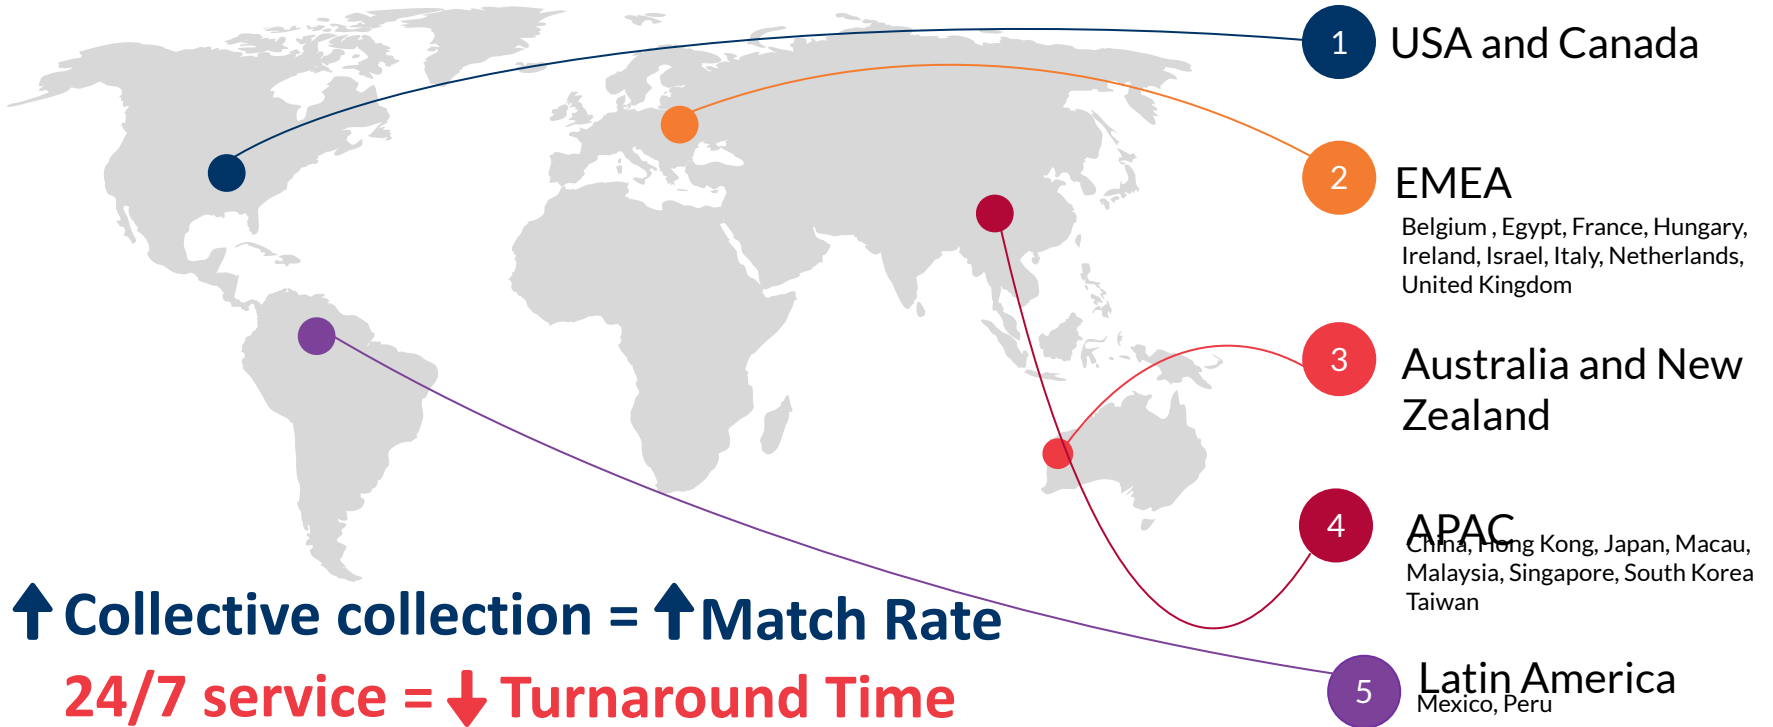 1 USA and Canada
2 EMEA
Belgium , Egypt, France, Hungary,
Ireland, Israel, Italy, Netherlands,
United Kingdom
3 Australia and New
Zealand
4 APAC
China, Hong Kong, Japan, Macau,
Malaysia, Singapore, South Korea
Taiwan
Collective collection = Match Rate
24/7 service = Turnaround Time
5 Latin America
Mexico, Peru